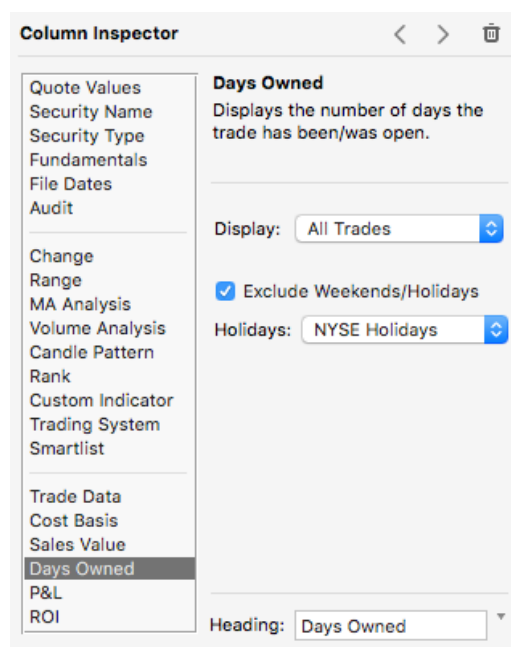 Column Inspector
Quote Values
Security Name
Security Type
Fundamentals
File Dates
Audit
Change
Range
MA Analysis
Volume Analysis
Candle Pattern
Rank
Custom Indicator
Trading System
Smartlist
Trade Data
Cost Basis
Sales Value
Days Owned
P&L
ROI
Days Owned
Displays the number of days the
trade has been/was open.
Display: All Trades
Exclude Weekends/Holidays
Holidays: NYSE Holidays
Heading: Days Owned